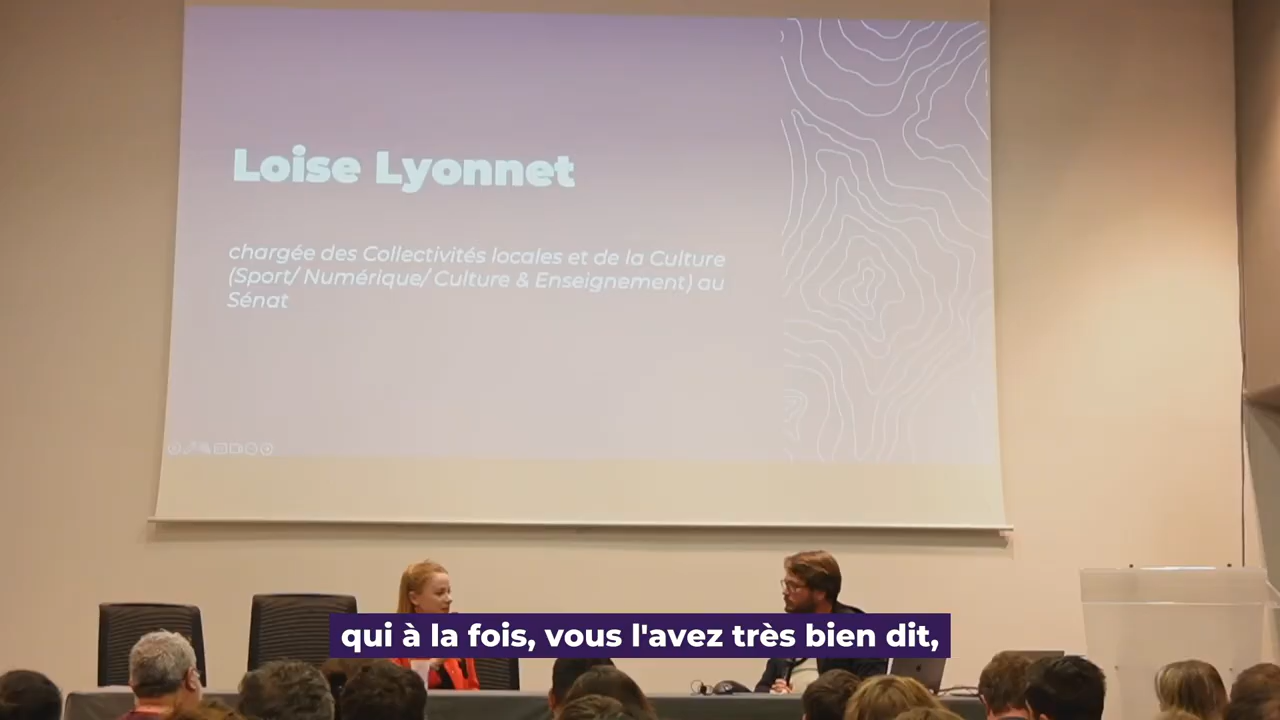 Loise Lyonnet
chargée des Collectivités locales et de la Culture
(Sport/ Numérique/ Culture & Enseignement) au
Sénat
qui à la fois, vous l'avez très bien dit,